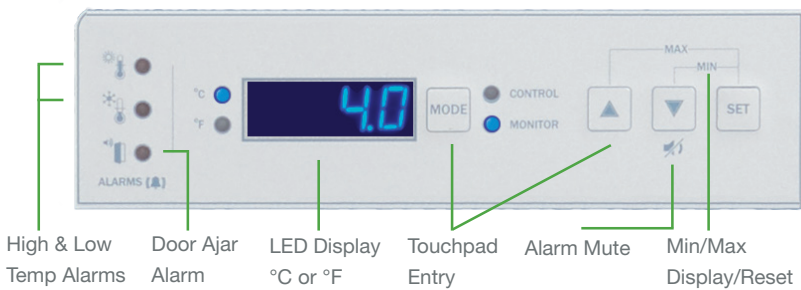 MAX
MIN
°C
°F
4.0
MODE
CONTROL
MONITOR
SET
ALARMS
High & Low
Temp Alarms
Door Ajar
Alarm
LED Display
°C or °F
Touchpad
Entry
Alarm Mute
Min/Max
Display/Reset